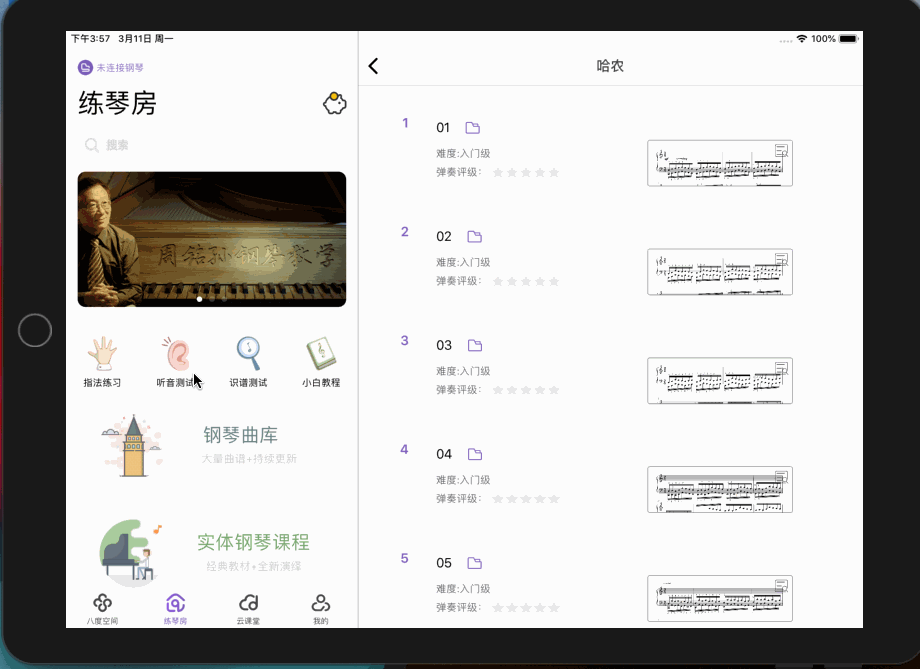 下午3:57 3月11日 周一
100%
未连接钢琴
练琴房
搜索
周铭孙钢琴教学
指法练习
听音测试
识谱测试
小白教程
钢琴曲库
大量曲谱+持续更新
实体钢琴课程
经典教材+全新演绎
八度空间
练琴房
云课堂
我的
哈农
1
01
难度:入门级
弹奏评级:
2
02
难度:入门级
弹奏评级:
3
03
难度:入门级
弹奏评级:
4
04
难度:入门级
弹奏评级:
5
05
难度:入门级
弹奏评级: